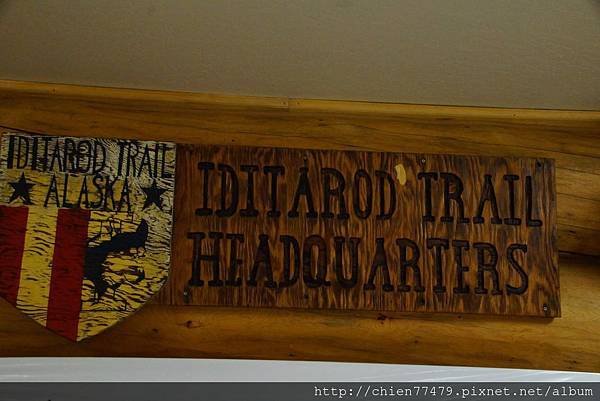 IDITAROD TRAIL
ALASKA
IDITAROD TRAIL
HEADQUARTERS
http://chien77479.pixnet.net/album